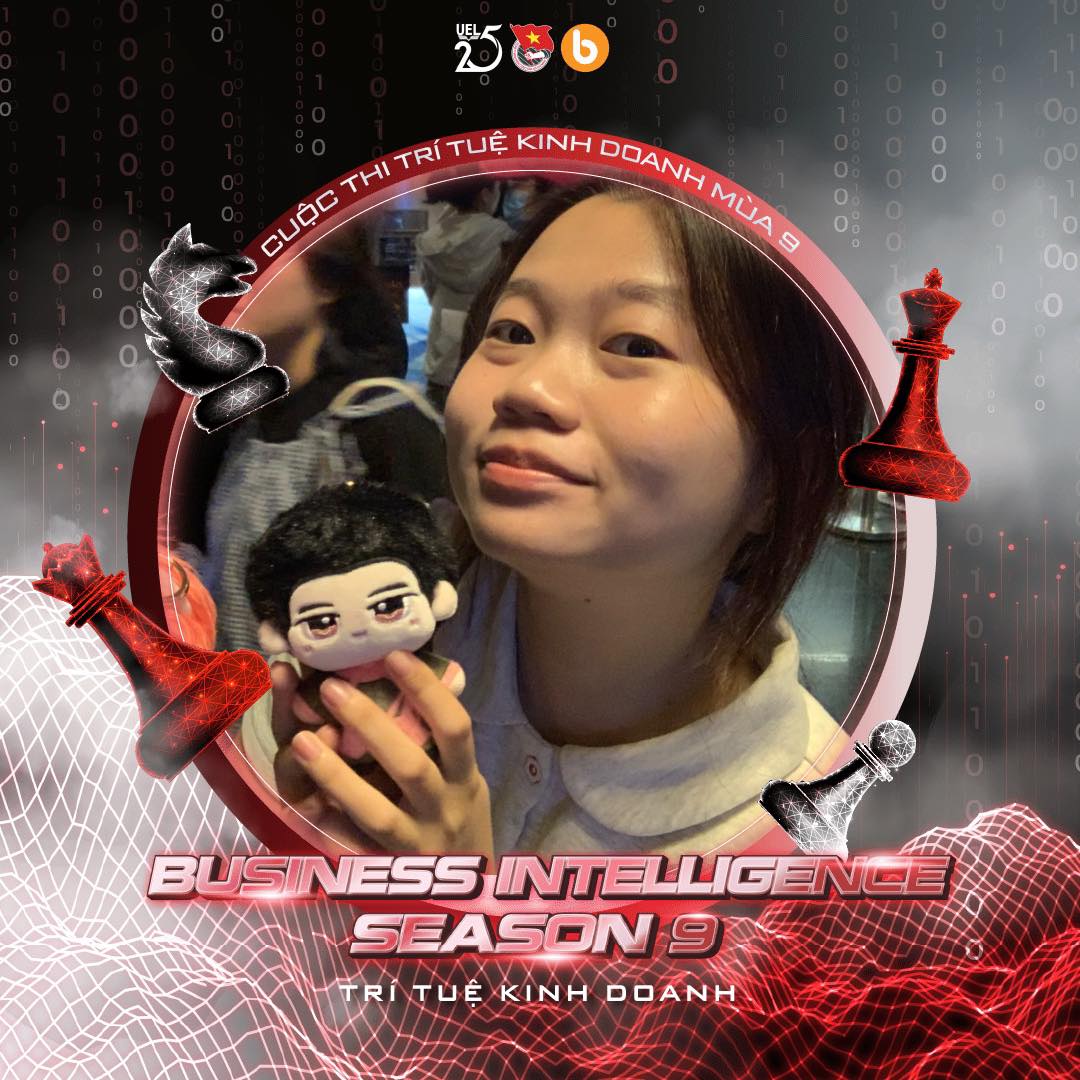 UEL
25
b
CUỘC THI TRÍ TUỆ KINH DOANH MÙA 9
BUSINESS INTELLIGENCE
SEASON 9
TRÍ TUỆ KINH DOANH